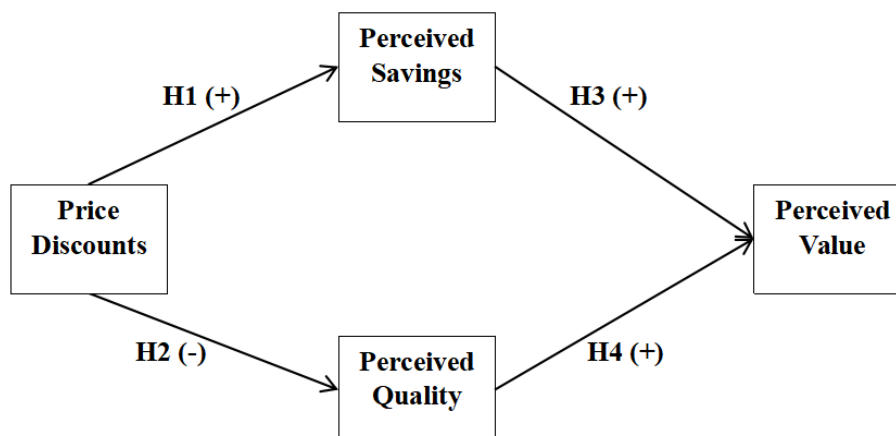 Perceived
Savings
H1 (+)
H3 (+)
Price
Discounts
Perceived
Value
H2 (-)
H4 (+)
Perceived
Quality